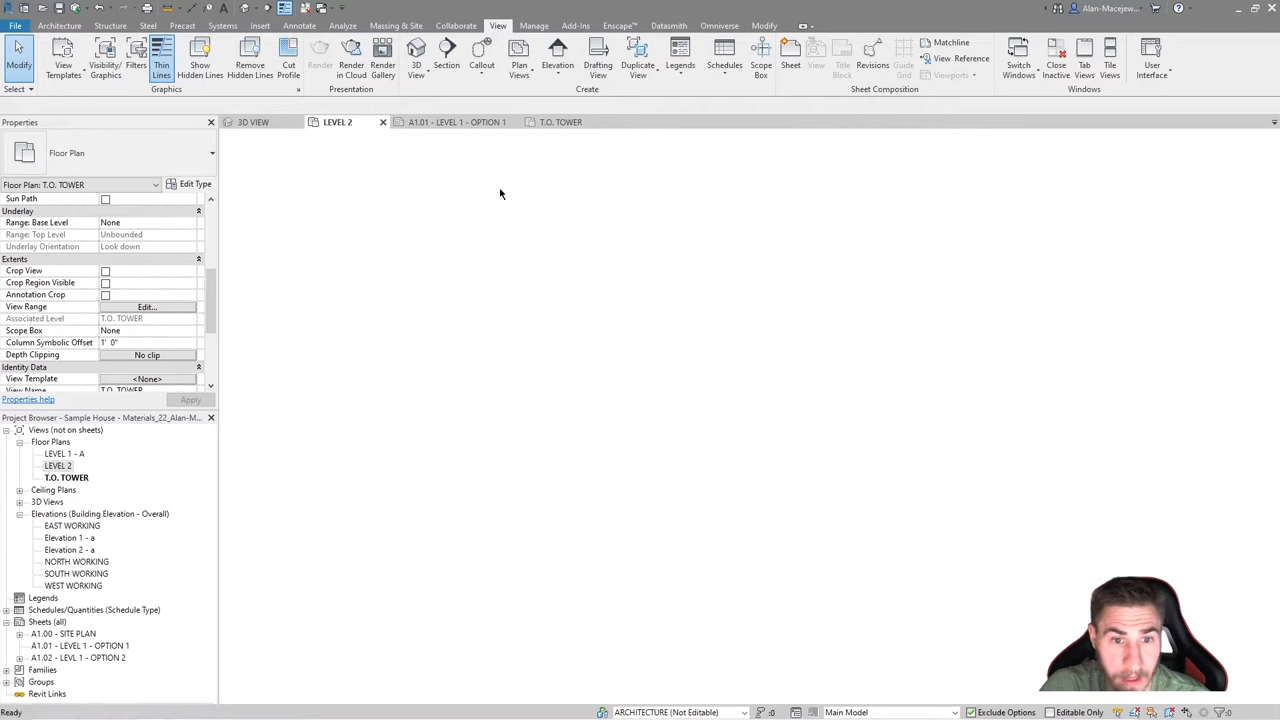 Alan-Macejew...
File Architecture Structure Steel Precast Systems Insert Annotate Analyze Massing & Site Collaborate View Manage Add-Ins Enscape™ Datasmith Omniverse Modify
Modify View Templates Visibility/ Graphics Filters Thin Lines Show Hidden Lines Remove Hidden Lines Cut Profile Render Render in Cloud Render Gallery 3D View Section Callout Plan Views Elevation Drafting View Duplicate View Legends Schedules Scope Box Sheet View Title Block Revisions Guide Grid Matchline View Reference Viewports Switch Windows Close Inactive Tab Views Tile Views User Interface
Select Graphics Presentation Create Sheet Composition Windows
Properties
3D VIEW LEVEL 2 A1.01 - LEVEL 1 - OPTION 1 T.O. TOWER
Floor Plan
Floor Plan: T.O. TOWER Edit Type
Sun Path
Underlay
Range: Base Level None
Range: Top Level Unbounded
Underlay Orientation Look down
Extents
Crop View
Crop Region Visible
Annotation Crop
View Range Edit...
Associated Level T.O. TOWER
Scope Box None
Column Symbolic Offset 1' 0"
Depth Clipping No clip
Identity Data
View Template <None>
View Name T.O. TOWER
Properties help Apply
Project Browser - Sample House - Materials_22_Alan-M...
Views (not on sheets)
Floor Plans
LEVEL 1 - A
LEVEL 2
T.O. TOWER
Ceiling Plans
3D Views
Elevations (Building Elevation - Overall)
EAST WORKING
Elevation 1 - a
Elevation 2 - a
NORTH WORKING
SOUTH WORKING
WEST WORKING
Legends
Schedules/Quantities (Schedule Type)
Sheets (all)
A1.00 - SITE PLAN
A1.01 - LEVEL 1 - OPTION 1
A1.02 - LEVL 1 - OPTION 2
Families
Groups
Revit Links
Ready ARCHITECTURE (Not Editable) :0 Main Model Exclude Options Editable Only :0